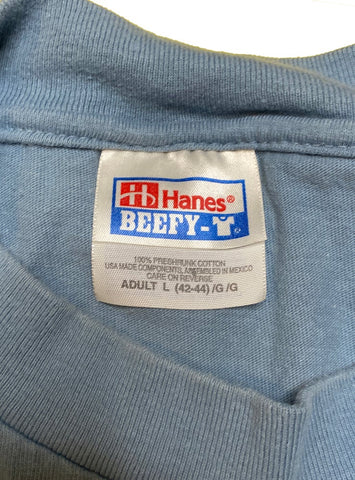 Hanes®
BEEFY-T®
100% PRESHRUNK COTTON
USA MADE COMPONENTS, ASSEMBLED IN MEXICO
CARE ON REVERSE
ADULT L (42-44) /G /G